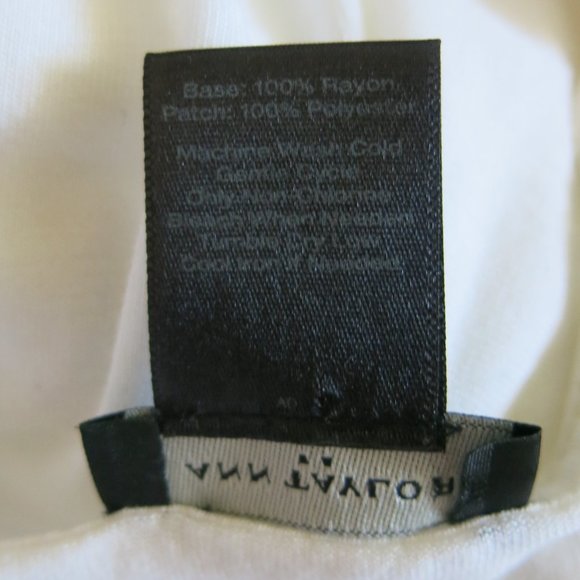 Base: 100% Rayon
Patch: 100% Polyester
Machine Wash Cold
Gentle Cycle
Only Non-Chlorine
Bleach When Needed
Tumble Dry Low
Cool Iron If Needed
ANN TAYLOR